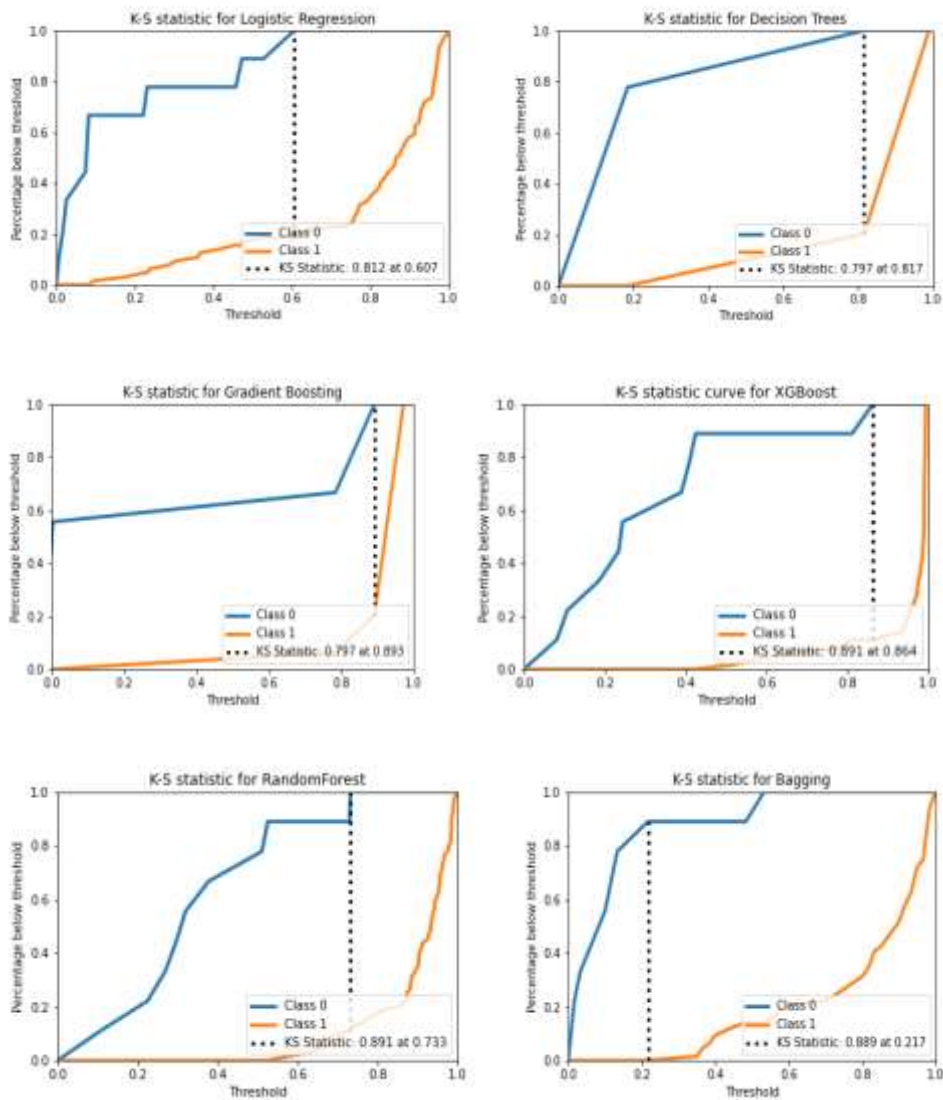 K-S statistic for Logistic Regression
1.0
0.8
0.6
0.4
0.2
0.0
Percentage below threshold
Class 0
Class 1
KS Statistic: 0.812 at 0.607
0.0 0.2 0.4 0.6 0.8 1.0
Threshold
K-S statistic for Decision Trees
1.0
0.8
0.6
0.4
0.2
0.0
Percentage below threshold
Class 0
Class 1
KS Statistic: 0.797 at 0.817
0.0 0.2 0.4 0.6 0.8 1.0
Threshold
K-S statistic for Gradient Boosting
1.0
0.8
0.6
0.4
0.2
0.0
Percentage below threshold
Class 0
Class 1
KS Statistic: 0.797 at 0.893
0.0 0.2 0.4 0.6 0.8 1.0
Threshold
K-S statistic curve for XGBoost
1.0
0.8
0.6
0.4
0.2
0.0
Percentage below threshold
Class 0
Class 1
KS Statistic: 0.891 at 0.864
0.0 0.2 0.4 0.6 0.8 1.0
Threshold
K-S statistic for RandomForest
1.0
0.8
0.6
0.4
0.2
0.0
Percentage below threshold
Class 0
Class 1
KS Statistic: 0.891 at 0.733
0.0 0.2 0.4 0.6 0.8 1.0
Threshold
K-S statistic for Bagging
1.0
0.8
0.6
0.4
0.2
0.0
Percentage below threshold
Class 0
Class 1
KS Statistic: 0.889 at 0.217
0.0 0.2 0.4 0.6 0.8 1.0
Threshold